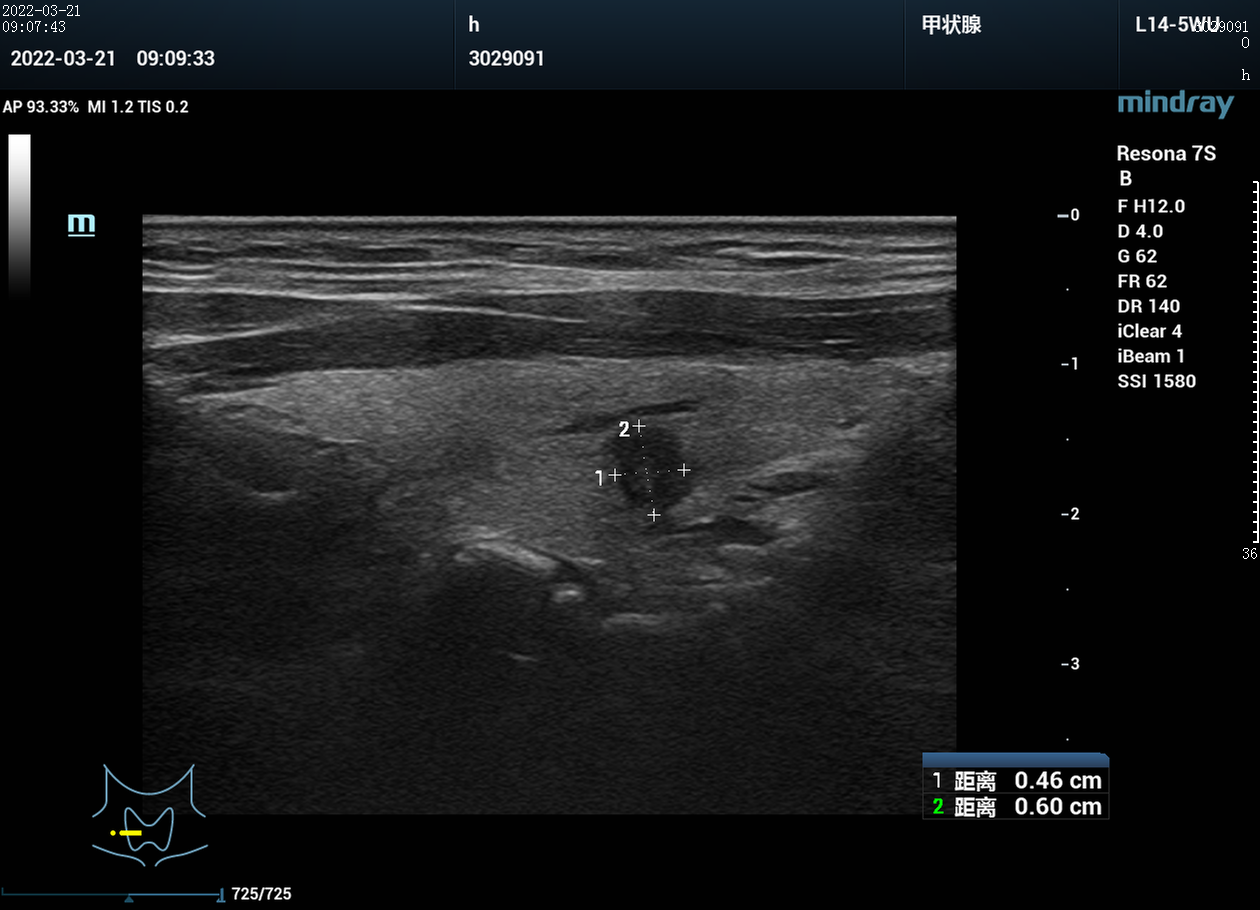 2022-03-21
09:07:43
2022-03-21 09:09:33
h
3029091
甲状腺
L14-5WU
3029091
0
h
AP 93.33% MI 1.2 TIS 0.2
mindray
Resona 7S
B
F H12.0
D 4.0
G 62
FR 62
DR 140
iClear 4
iBeam 1
SSI 1580
m
0
-1
-2
-3
36
2
1
1 距离 0.46 cm
2 距离 0.60 cm
725/725